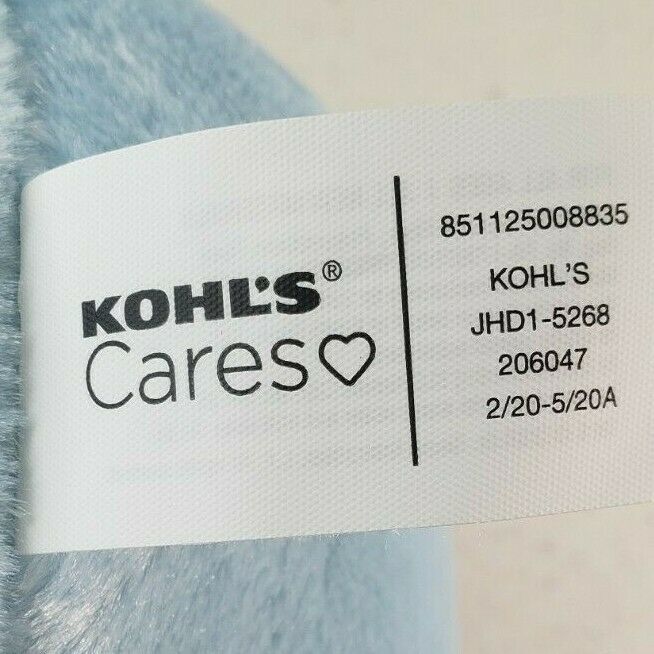 KOHL'S®
Cares♡
851125008835
KOHL'S
JHD1-5268
206047
2/20-5/20A